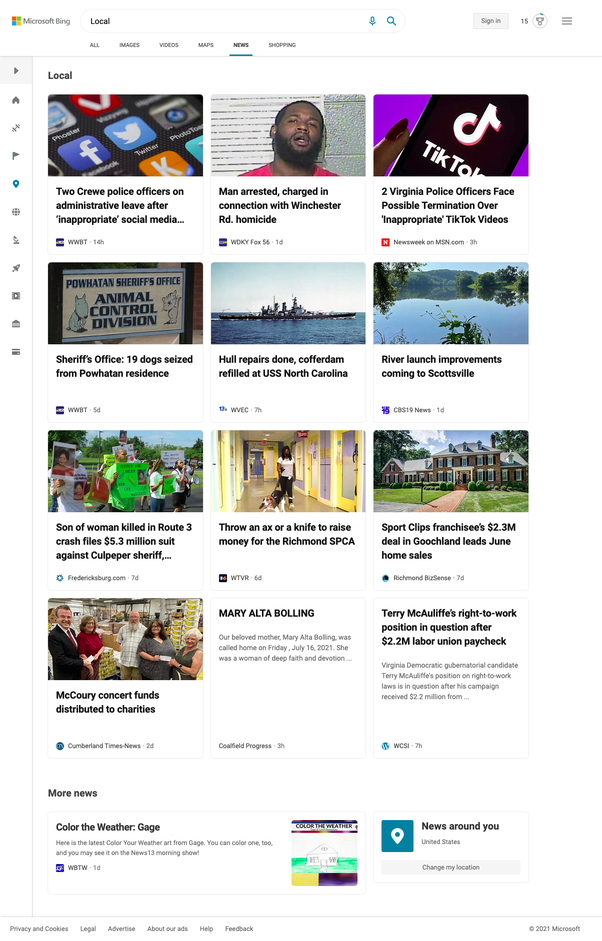 Microsoft Bing
Local
Sign in
15
ALL
IMAGES
VIDEOS
MAPS
NEWS
SHOPPING
Local
Phoster
Facebook
Twitter
PhotoToa
Two Crewe police officers on
administrative leave after
‘inappropriate’ social media...
WWBT · 14h
Man arrested, charged in
connection with Winchester
Rd. homicide
WDKY Fox 56 · 1d
TikTok
2 Virginia Police Officers Face
Possible Termination Over
'Inappropriate' TikTok Videos
Newsweek on MSN.com · 3h
POWHATAN SHERIFF'S OFFICE
ANIMAL
CONTROL
DIVISION
Sheriff’s Office: 19 dogs seized
from Powhatan residence
WWBT · 5d
Hull repairs done, cofferdam
refilled at USS North Carolina
WVEC · 7h
River launch improvements
coming to Scottsville
CBS19 News · 1d
Son of woman killed in Route 3
crash files $5.3 million suit
against Culpeper sheriff,...
Fredericksburg.com · 7d
Throw an ax or a knife to raise
money for the Richmond SPCA
WTVR · 6d
Sport Clips franchisee’s $2.3M
deal in Goochland leads June
home sales
Richmond BizSense · 7d
McCoury concert funds
distributed to charities
Cumberland Times-News · 2d
MARY ALTA BOLLING
Our beloved mother, Mary Alta Bolling, was
called home on Friday , July 16, 2021. She
was a woman of deep faith and devotion ...
Coalfield Progress · 3h
Terry McAuliffe’s right-to-work
position in question after
$2.2M labor union paycheck
Virginia Democratic gubernatorial candidate
Terry McAuliffe's position on right-to-work
laws is in question after his campaign
received $2.2 million from ...
WCSI · 7h
More news
Color the Weather: Gage
Here is the latest Color Your Weather art from Gage. You can color one, too,
and you may see it on the News13 morning show!
WBTW · 1d
COLOR THE WEATHER
News around you
United States
Change my location
Privacy and Cookies
Legal
Advertise
About our ads
Help
Feedback
© 2021 Microsoft